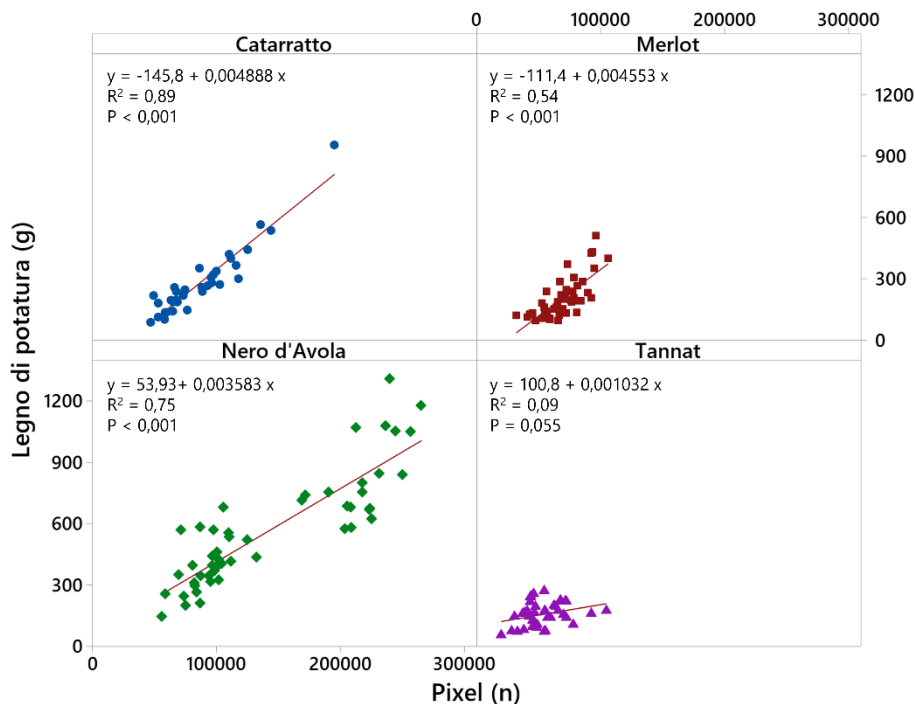 0 100000 200000 300000
Catarratto Merlot
y = -145,8 + 0,004888 x
R² = 0,89
P < 0,001
y = -111,4 + 0,004553 x
R² = 0,54
P < 0,001
1200
900
600
300
0
Nero d'Avola Tannat
y = 53,93+ 0,003583 x
R² = 0,75
P < 0,001
y = 100,8 + 0,001032 x
R² = 0,09
P = 0,055
Legno di potatura (g)
1200
900
600
300
0
0 100000 200000 300000
Pixel (n)